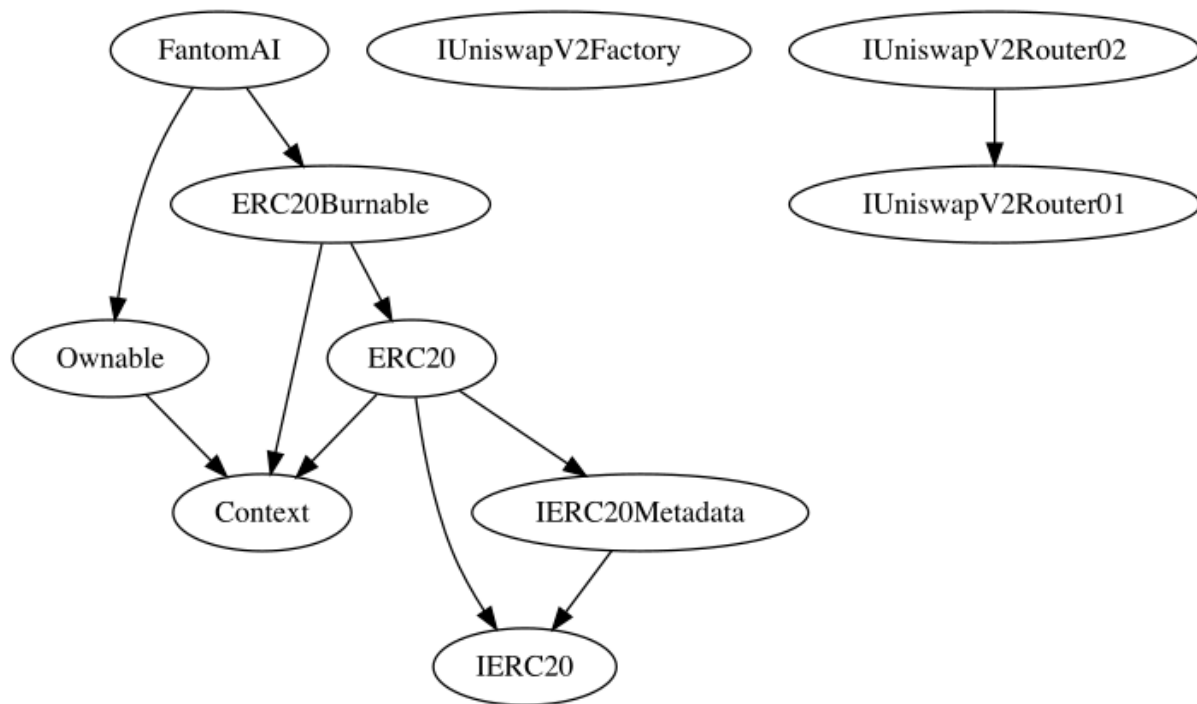 FantomAI
IUniswapV2Factory
IUniswapV2Router02
ERC20Burnable
IUniswapV2Router01
Ownable
ERC20
Context
IERC20Metadata
IERC20